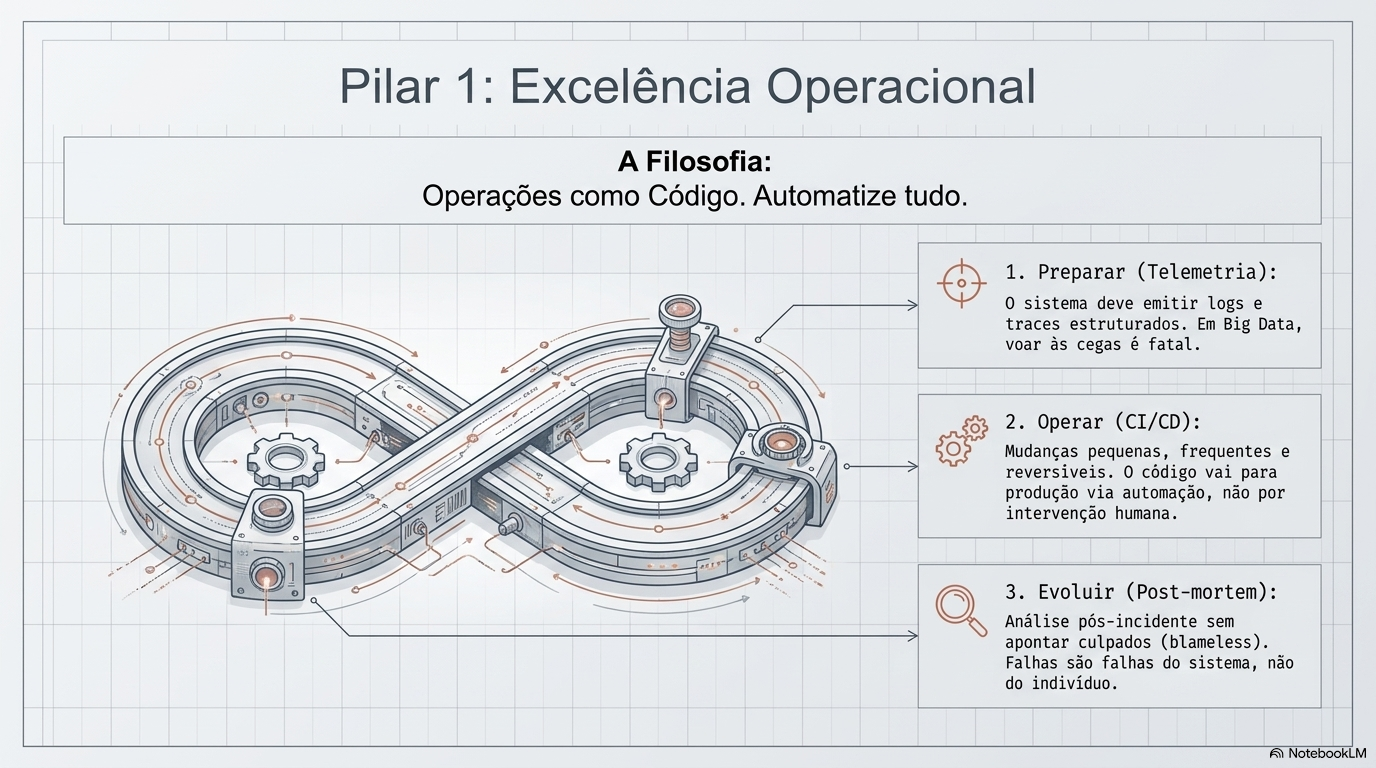 Pilar 1: Excelência Operacional
A Filosofia:
Operações como Código. Automatize tudo.
1. Preparar (Telemetria):
O sistema deve emitir logs e
traces estruturados. Em Big Data,
voar às cegas é fatal.
2. Operar (CI/CD):
Mudanças pequenas, frequentes e
reversiveis. O código vai para
produção via automação, não por
intervenção humana.
3. Evoluir (Post-mortem):
Análise pós-incidente sem
apontar culpados (blameless).
Falhas são falhas do sistema, não
do indivíduo.
NotebookLM